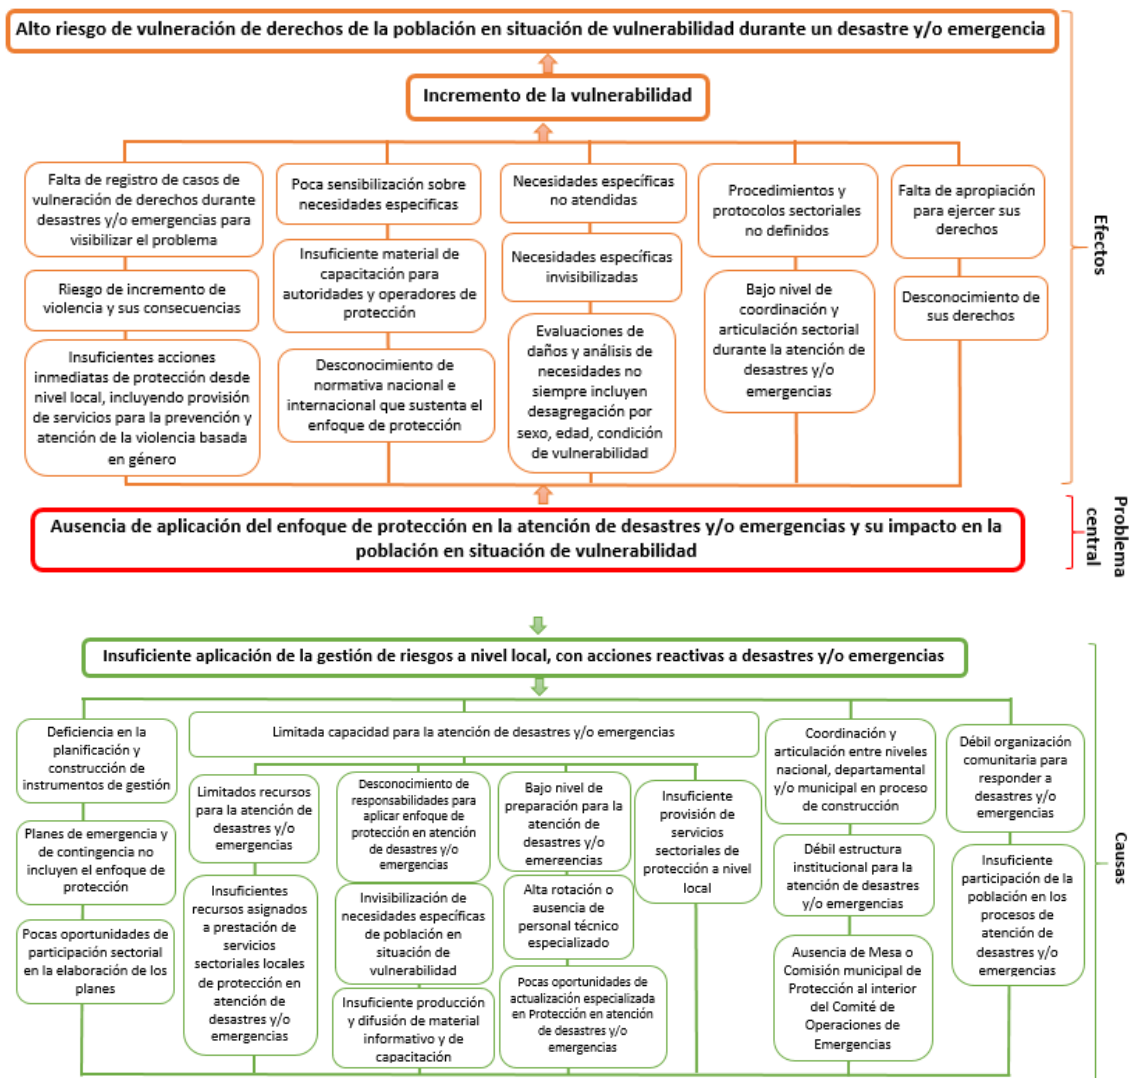 Alto riesgo de vulneración de derechos de la población en situación de vulnerabilidad durante un desastre y/o emergencia
Incremento de la vulnerabilidad
Falta de registro de casos de
vulneración de derechos durante
desastres y/o emergencias para
visibilizar el problema
Riesgo de incremento de
violencia y sus consecuencias
Insuficientes acciones
inmediatas de protección desde
nivel local, incluyendo provisión
de servicios para la prevención y
atención de la violencia basada
en género
Poca sensibilización sobre
necesidades especificas
Insuficiente material de
capacitación para
autoridades y operadores de
protección
Desconocimiento de
normativa nacional e
internacional que sustenta el
enfoque de protección
Necesidades específicas
no atendidas
Necesidades específicas
invisibilizadas
Evaluaciones de
daños y análisis de
necesidades no
siempre incluyen
desagregación por
sexo, edad, condición
de vulnerabilidad
Procedimientos y
protocolos sectoriales
no definidos
Bajo nivel de
coordinación y
articulación sectorial
durante la atención de
desastres y/o
emergencias
Falta de apropiación
para ejercer sus
derechos
Desconocimiento de
sus derechos
Efectos
Ausencia de aplicación del enfoque de protección en la atención de desastres y/o emergencias y su impacto en la
población en situación de vulnerabilidad
Problema
central
Insuficiente aplicación de la gestión de riesgos a nivel local, con acciones reactivas a desastres y/o emergencias
Deficiencia en la
planificación y
construcción de
instrumentos de gestión
Planes de emergencia y
de contingencia no
incluyen el enfoque de
protección
Pocas oportunidades de
participación sectorial
en la elaboración de los
planes
Limitada capacidad para la atención de desastres y/o emergencias
Limitados recursos
para la atención de
desastres y/o
emergencias
Insuficientes
recursos asignados
a prestación de
servicios
sectoriales locales
de protección en
atención de
desastres y/o
emergencias
Desconocimiento de
responsabilidades para
aplicar enfoque de
protección en atención
de desastres y/o
emergencias
Invisibilización de
necesidades específicas
de población en
situación de
vulnerabilidad
Insuficiente producción
y difusión de material
informativo y de
capacitación
Bajo nivel de
preparación para la
atención de
desastres y/o
emergencias
Alta rotación o
ausencia de
personal técnico
especializado
Pocas oportunidades de
actualización especializada
en Protección en atención
de desastres y/o
emergencias
Insuficiente
provisión de
servicios
sectoriales de
protección a nivel
local
Coordinación y
articulación entre niveles
nacional, departamental
y/o municipal en proceso
de construcción
Débil estructura
institucional para la
atención de desastres
y/o emergencias
Ausencia de Mesa o
Comisión municipal de
Protección al interior
del Comité de
Operaciones de
Emergencias
Débil organización
comunitaria para
responder a
desastres y/o
emergencias
Insuficiente
participación de la
población en los
procesos de
atención de
desastres y/o
emergencias
Causas